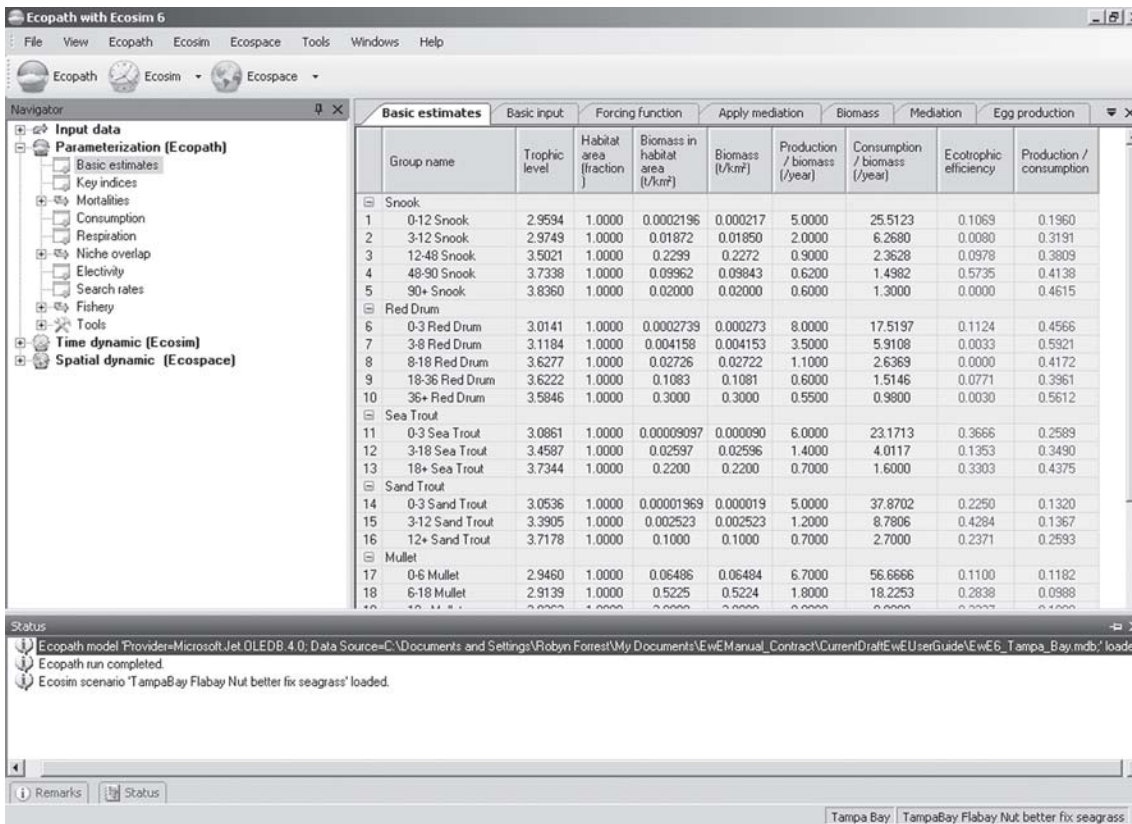 Ecopath with Ecosim 6
File View Ecopath Ecosim Ecospace Tools Windows Help
Ecopath Ecosim Ecospace
Navigator
Input data
Parameterization (Ecopath)
Basic estimates
Key indices
Mortalities
Consumption
Respiration
Niche overlap
Electivity
Search rates
Fishery
Tools
Time dynamic (Ecosim)
Spatial dynamic (Ecospace)
Basic estimates Basic input Forcing function Apply mediation Biomass Mediation Egg production
Group name Trophic level Habitat area (fraction) Biomass in habitat area (t/km²) Biomass (t/km²) Production / biomass (/year) Consumption / biomass (/year) Ecotrophic efficiency Production / consumption
Snook
1 0-12 Snook 2.9594 1.0000 0.0002196 0.000217 5.0000 25.5123 0.1069 0.1960
2 3-12 Snook 2.9749 1.0000 0.01872 0.01850 2.0000 6.2680 0.0080 0.3191
3 12-48 Snook 3.5021 1.0000 0.2299 0.2272 0.9000 2.3628 0.0978 0.3809
4 48-90 Snook 3.7338 1.0000 0.09962 0.09843 0.6200 1.4982 0.5735 0.4138
5 90+ Snook 3.8360 1.0000 0.02000 0.02000 0.6000 1.3000 0.0000 0.4615
Red Drum
6 0-3 Red Drum 3.0141 1.0000 0.0002739 0.000273 8.0000 17.5197 0.1124 0.4566
7 3-8 Red Drum 3.1184 1.0000 0.004158 0.004153 3.5000 5.9108 0.0033 0.5921
8 8-18 Red Drum 3.6277 1.0000 0.02726 0.02722 1.1000 2.6369 0.0000 0.4172
9 18-36 Red Drum 3.6222 1.0000 0.1083 0.1081 0.6000 1.5146 0.0771 0.3961
10 36+ Red Drum 3.5846 1.0000 0.3000 0.3000 0.5500 0.9800 0.0030 0.5612
Sea Trout
11 0-3 Sea Trout 3.0861 1.0000 0.00009097 0.000090 6.0000 23.1713 0.3666 0.2589
12 3-18 Sea Trout 3.4587 1.0000 0.02597 0.02596 1.4000 4.0117 0.1353 0.3490
13 18+ Sea Trout 3.7344 1.0000 0.2200 0.2200 0.7000 1.6000 0.3303 0.4375
Sand Trout
14 0-3 Sand Trout 3.0536 1.0000 0.00001969 0.000019 5.0000 37.8702 0.2250 0.1320
15 3-12 Sand Trout 3.3905 1.0000 0.002523 0.002523 1.2000 8.7806 0.4284 0.1367
16 12+ Sand Trout 3.7178 1.0000 0.1000 0.1000 0.7000 2.7000 0.2371 0.2593
Mullet
17 0-6 Mullet 2.9460 1.0000 0.06486 0.06484 6.7000 56.6666 0.1100 0.1182
18 6-18 Mullet 2.9139 1.0000 0.5225 0.5224 1.8000 18.2253 0.2838 0.0988
Status
Ecopath model 'Provider=Microsoft.Jet.OLEDB.4.0; Data Source=C:\Documents and Settings\Robyn Forrest\My Documents\EwEManual_Contract\CurrentDraftEwEUserGuide\EwE6_Tampa_Bay.mdb;' loade
Ecopath run completed.
Ecosim scenario 'TampaBay Flabay Nut better fix seagrass' loaded.
Remarks Status
Tampa Bay TampaBay Flabay Nut better fix seagrass